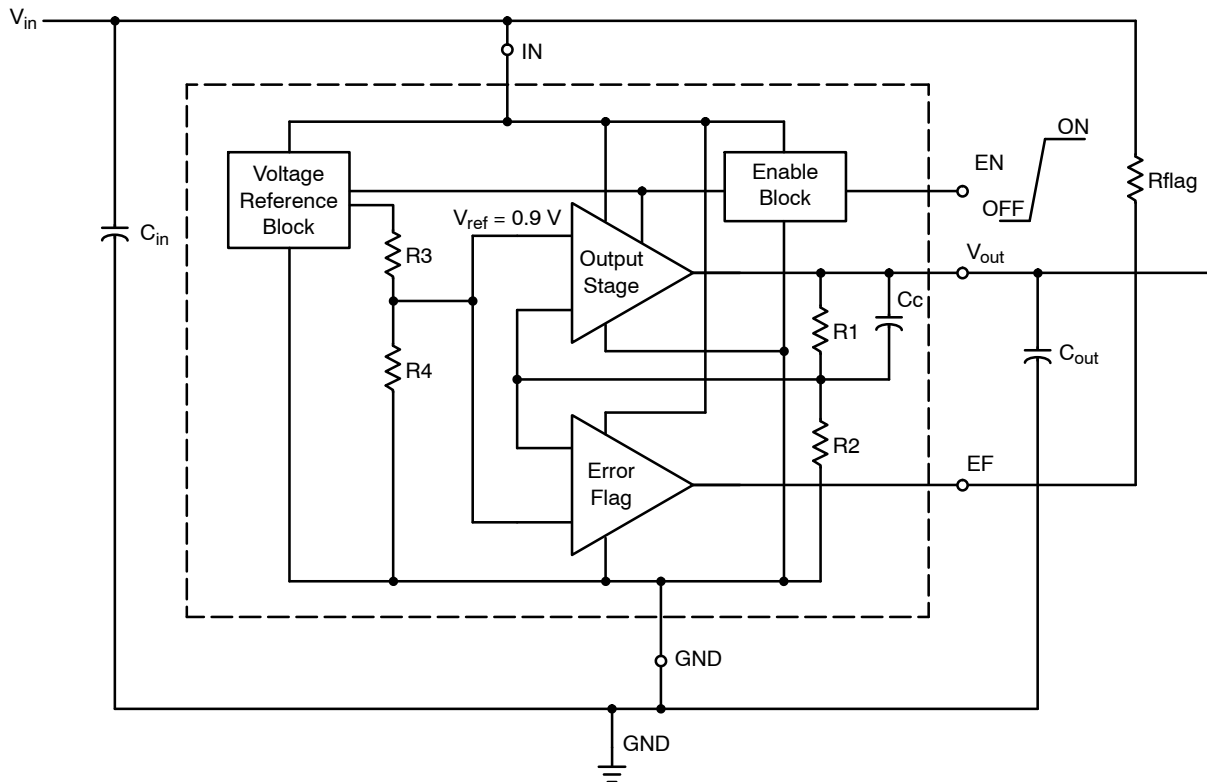 Vin
IN
ON
EN
OFF
Rflag
Voltage
Reference
Block
Enable
Block
Cin
Vref = 0.9 V
R3
Output
Stage
Vout
Cc
R1
R4
Cout
R2
Error
Flag
EF
GND
GND